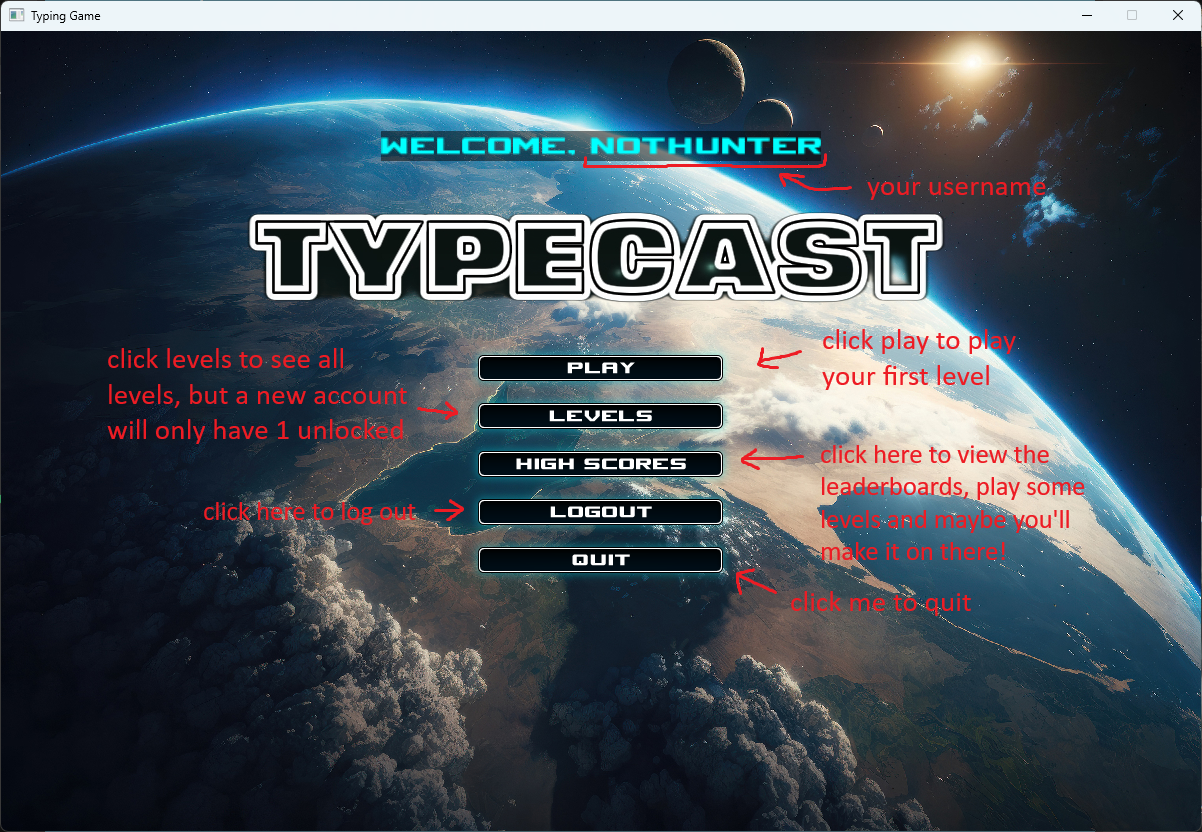 Typing Game
WELCOME, NOTHUNTER
your username
TYPECAST
click play to play
your first level
click levels to see all
levels, but a new account
will only have 1 unlocked
PLAY
LEVELS
HIGH SCORES
click here to view the
leaderboards, play some
levels and maybe you'll
make it on there!
click here to log out
LOGOUT
QUIT
click me to quit